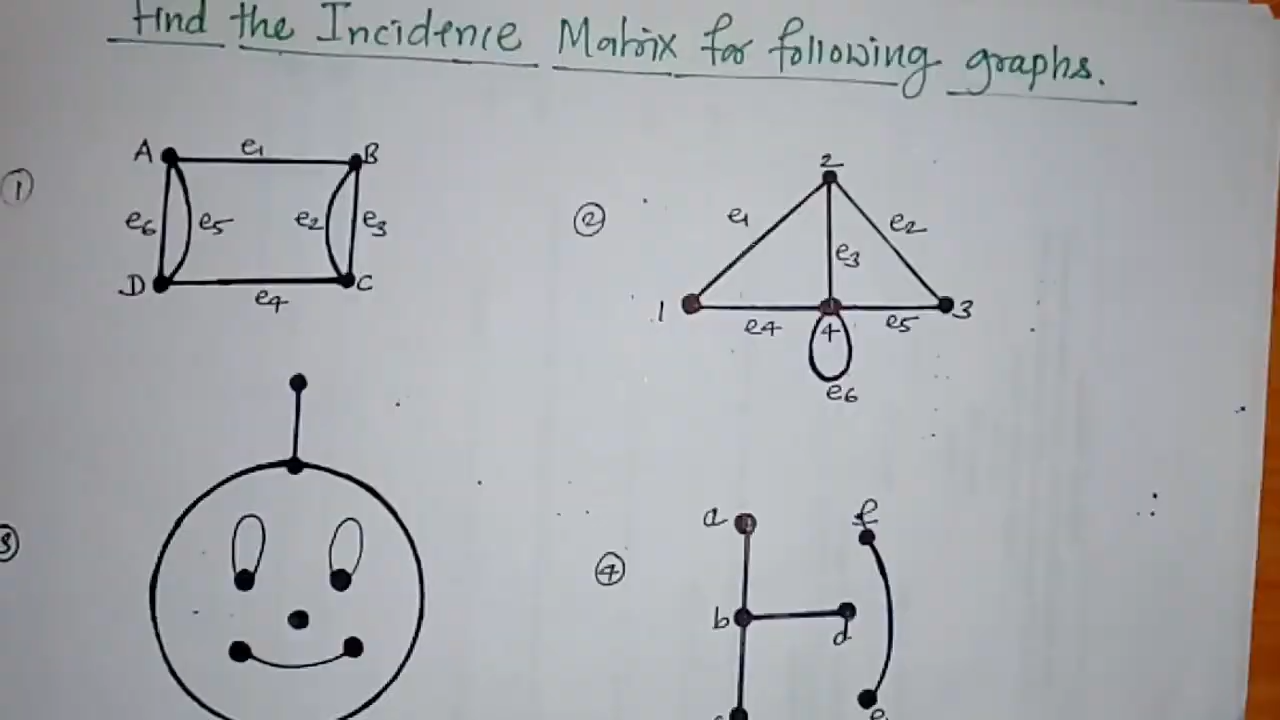 Find the Incidence Matrix for following graphs.
①
A e1 B
e6 e5 e2 e3
D e4 C
②
2
e1 e2
e3
1 3
e4 4 e5
e6
③
④
a f
b
d
e